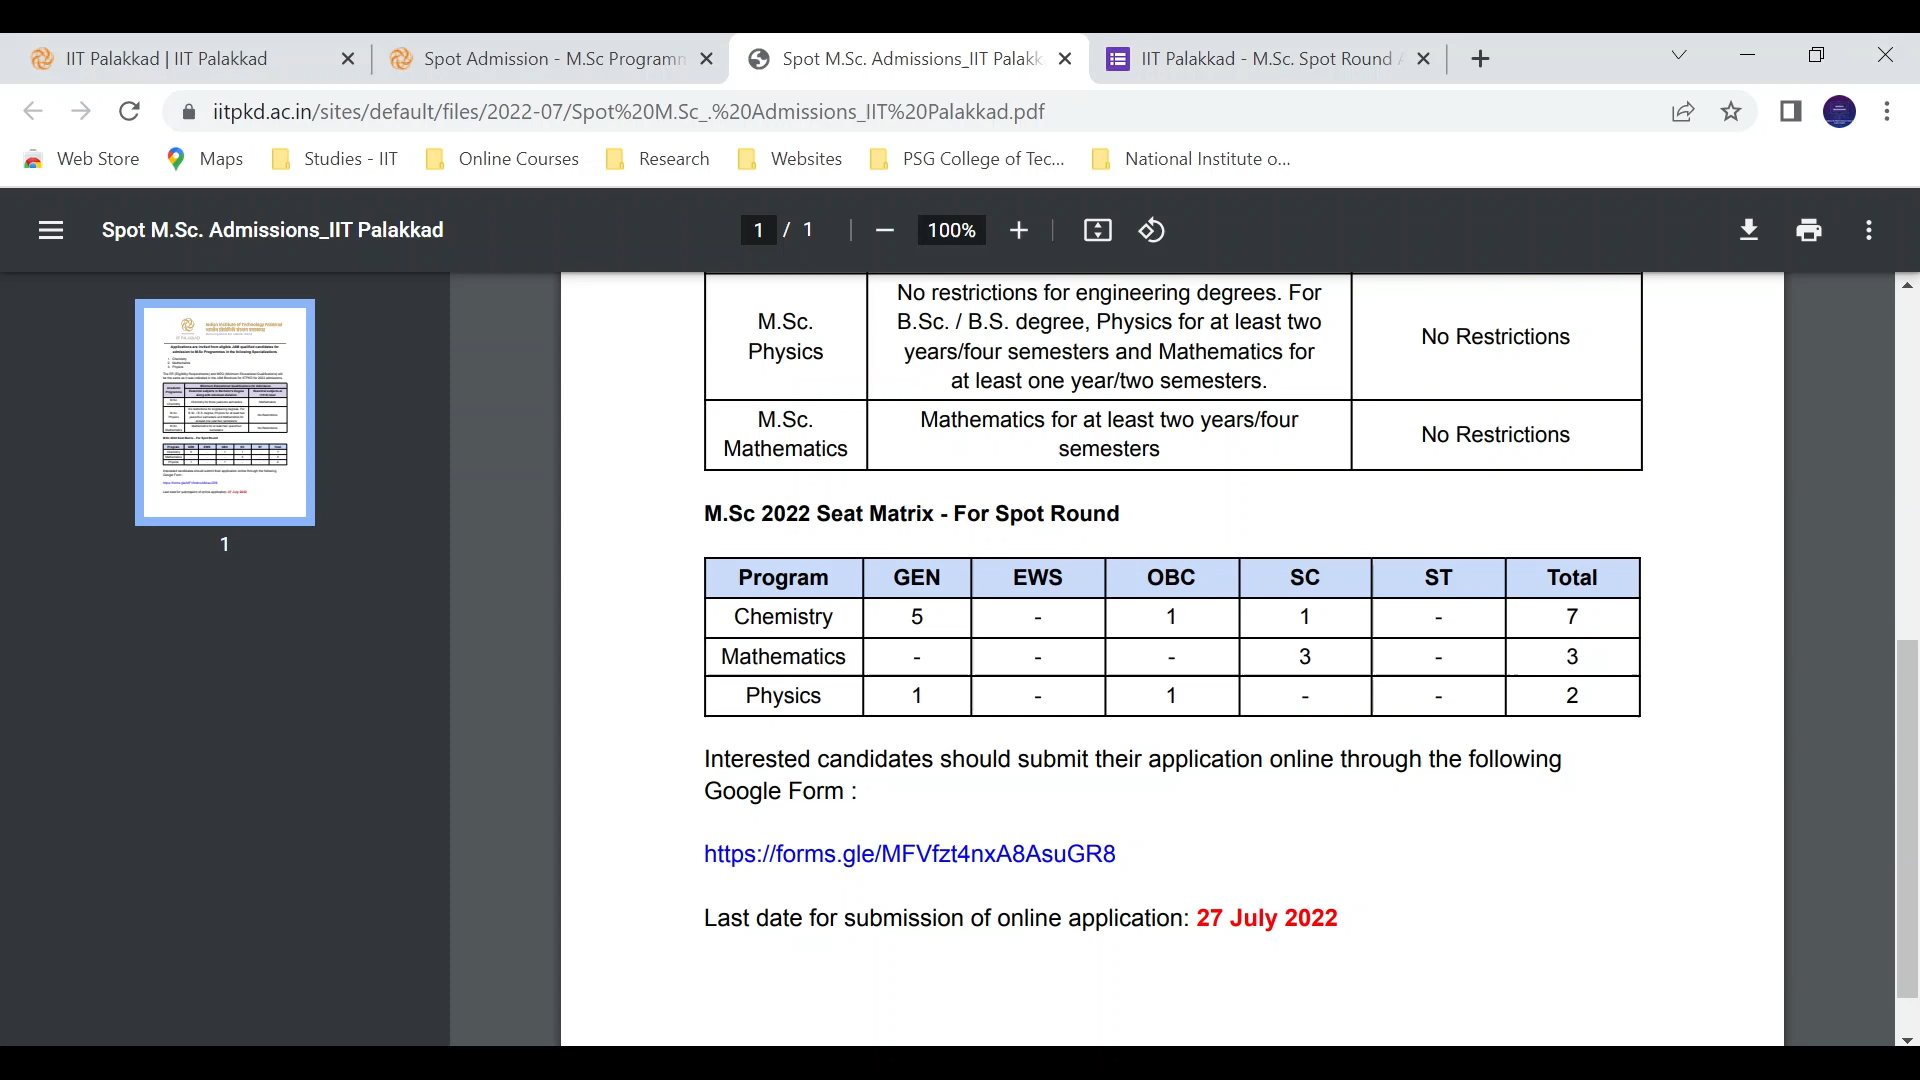 IIT Palakkad | IIT Palakkad
Spot Admission - M.Sc Programm
Spot M.Sc. Admissions_IIT Palakk
IIT Palakkad - M.Sc. Spot Round A
iitpkd.ac.in/sites/default/files/2022-07/Spot%20M.Sc_.%20Admissions_IIT%20Palakkad.pdf
Web Store Maps Studies - IIT Online Courses Research Websites PSG College of Tec... National Institute o...
Spot M.Sc. Admissions_IIT Palakkad
1 / 1 100%
1
M.Sc. Physics
No restrictions for engineering degrees. For
B.Sc. / B.S. degree, Physics for at least two
years/four semesters and Mathematics for
at least one year/two semesters.
No Restrictions
M.Sc.
Mathematics
Mathematics for at least two years/four
semesters
No Restrictions
M.Sc 2022 Seat Matrix - For Spot Round
Program GEN EWS OBC SC ST Total
Chemistry 5 - 1 1 - 7
Mathematics - - - 3 - 3
Physics 1 - 1 - - 2
Interested candidates should submit their application online through the following
Google Form :
https://forms.gle/MFVfzt4nxA8AsuGR8
Last date for submission of online application: 27 July 2022